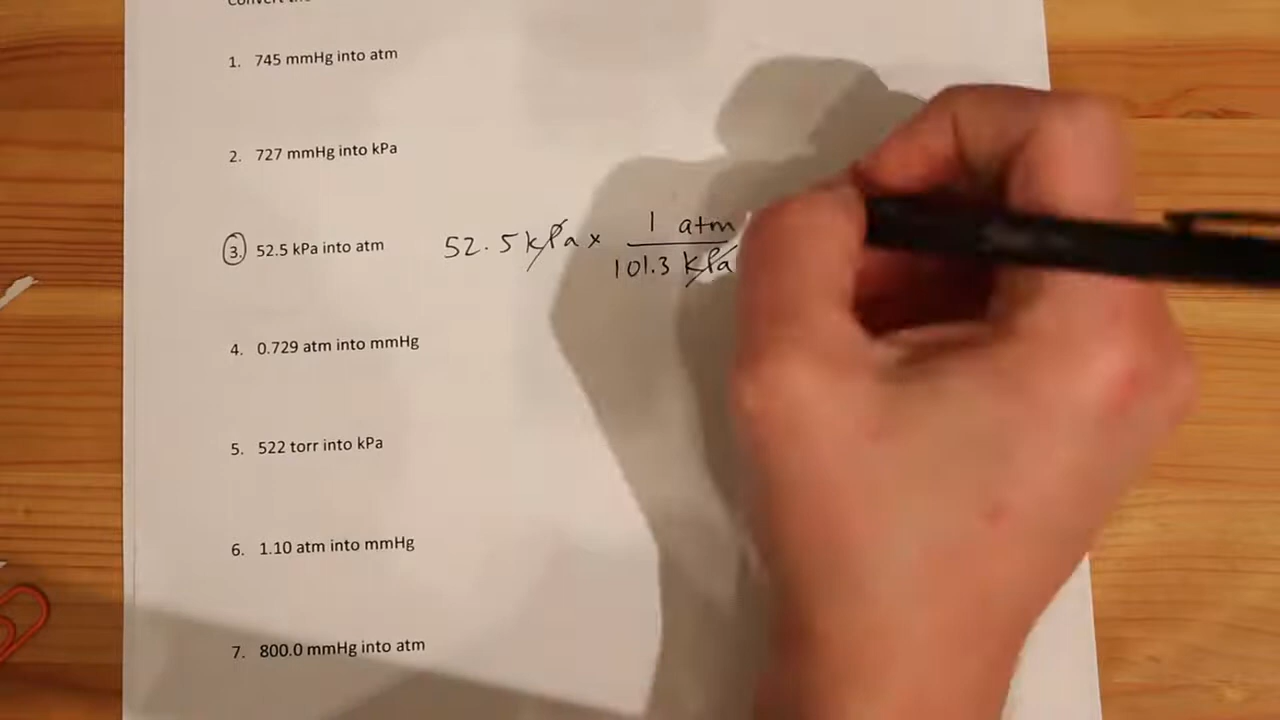 1. 745 mmHg into atm
2. 727 mmHg into kPa
3. 52.5 kPa into atm 52.5 kPa x 1 atm
101.3 kPa
4. 0.729 atm into mmHg
5. 522 torr into kPa
6. 1.10 atm into mmHg
7. 800.0 mmHg into atm